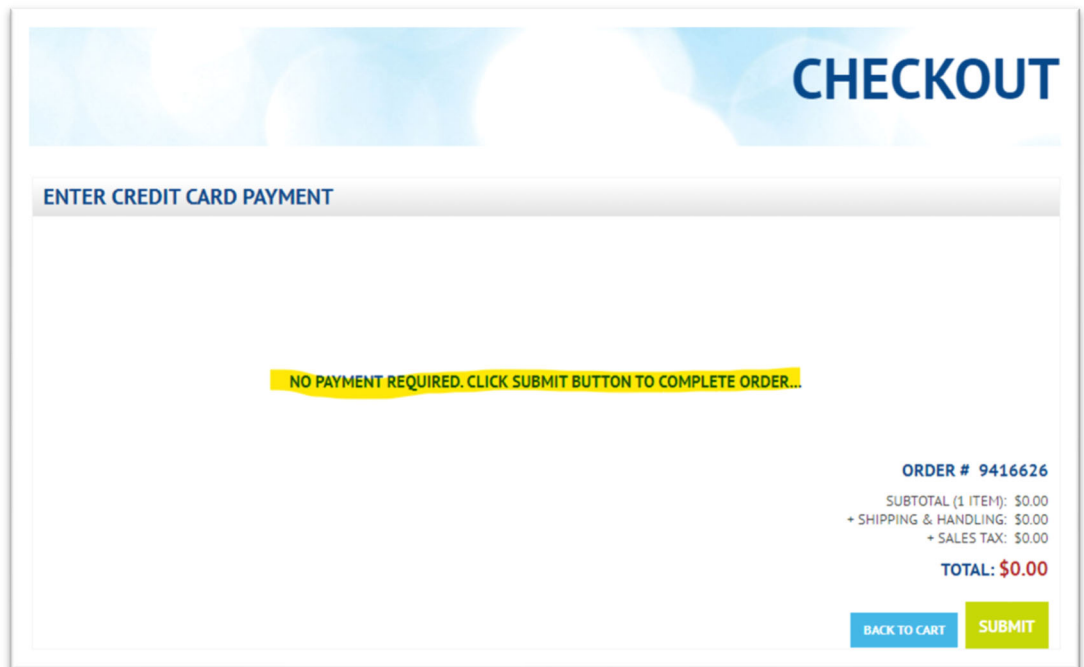 CHECKOUT
ENTER CREDIT CARD PAYMENT
NO PAYMENT REQUIRED. CLICK SUBMIT BUTTON TO COMPLETE ORDER...
ORDER # 9416626
SUBTOTAL (1 ITEM): $0.00
+ SHIPPING & HANDLING: $0.00
+ SALES TAX: $0.00
TOTAL: $0.00
BACK TO CART SUBMIT